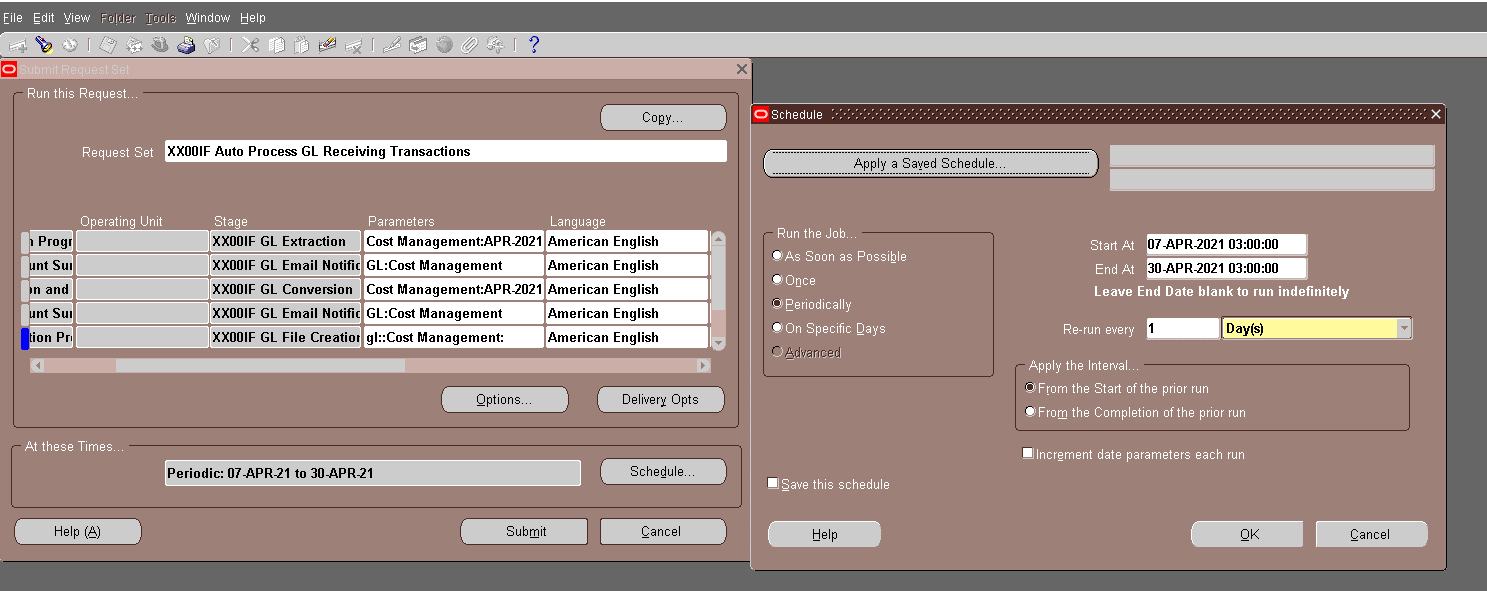 File Edit View Folder Tools Window Help
Submit Request Set
Run this Request...
Copy...
Request Set XX00IF Auto Process GL Receiving Transactions
Operating Unit Stage Parameters Language
n Progr XX00IF GL Extraction Cost Management:APR-2021 American English
unt Sui XX00IF GL Email Notific GL:Cost Management American English
on and XX00IF GL Conversion Cost Management:APR-2021 American English
unt Sui XX00IF GL Email Notific GL:Cost Management American English
tion Pr XX00IF GL File Creation gl::Cost Management: American English
Options... Delivery Opts
At these Times...
Periodic: 07-APR-21 to 30-APR-21 Schedule...
Help (A) Submit Cancel
Schedule
Apply a Saved Schedule...
Run the Job...
As Soon as Possible
Once
Periodically
On Specific Days
Advanced
Start At 07-APR-2021 03:00:00
End At 30-APR-2021 03:00:00
Leave End Date blank to run indefinitely
Re-run every 1 Day(s)
Apply the Interval...
From the Start of the prior run
From the Completion of the prior run
Increment date parameters each run
Save this schedule
Help OK Cancel